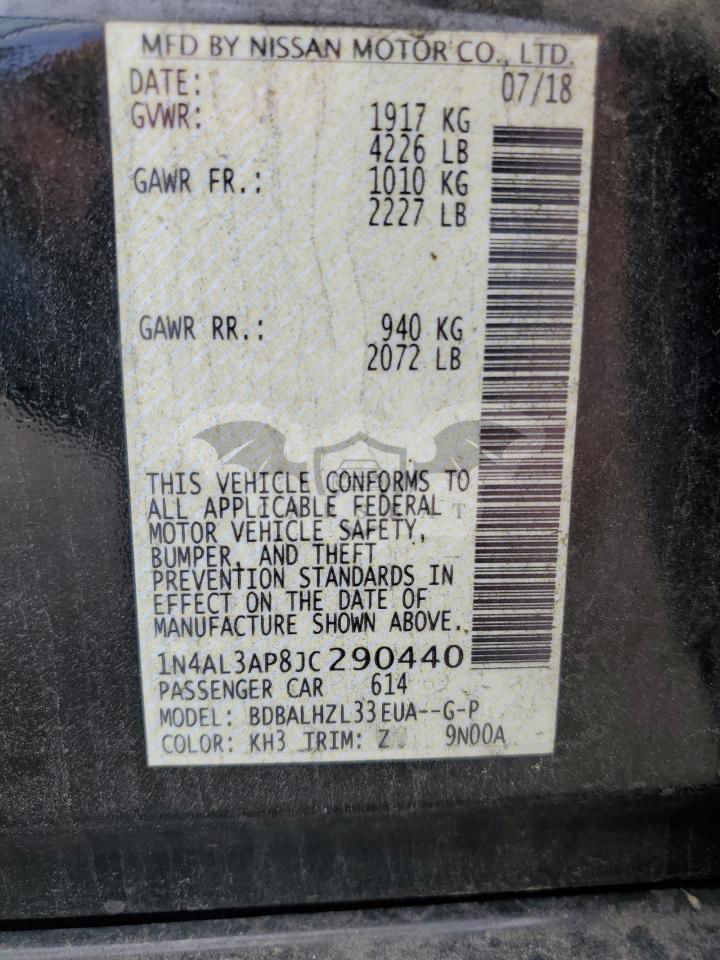 MFD BY NISSAN MOTOR CO., LTD.
DATE: 07/18
GVWR: 1917 KG
4226 LB
GAWR FR.: 1010 KG
2227 LB
GAWR RR.: 940 KG
2072 LB
THIS VEHICLE CONFORMS TO
ALL APPLICABLE FEDERAL
MOTOR VEHICLE SAFETY,
BUMPER, AND THEFT
PREVENTION STANDARDS IN
EFFECT ON THE DATE OF
MANUFACTURE SHOWN ABOVE.
1N4AL3AP8JC290440
PASSENGER CAR 614
MODEL: BDBALHZL33EUA--G-P
COLOR: KH3 TRIM: Z 9N00A